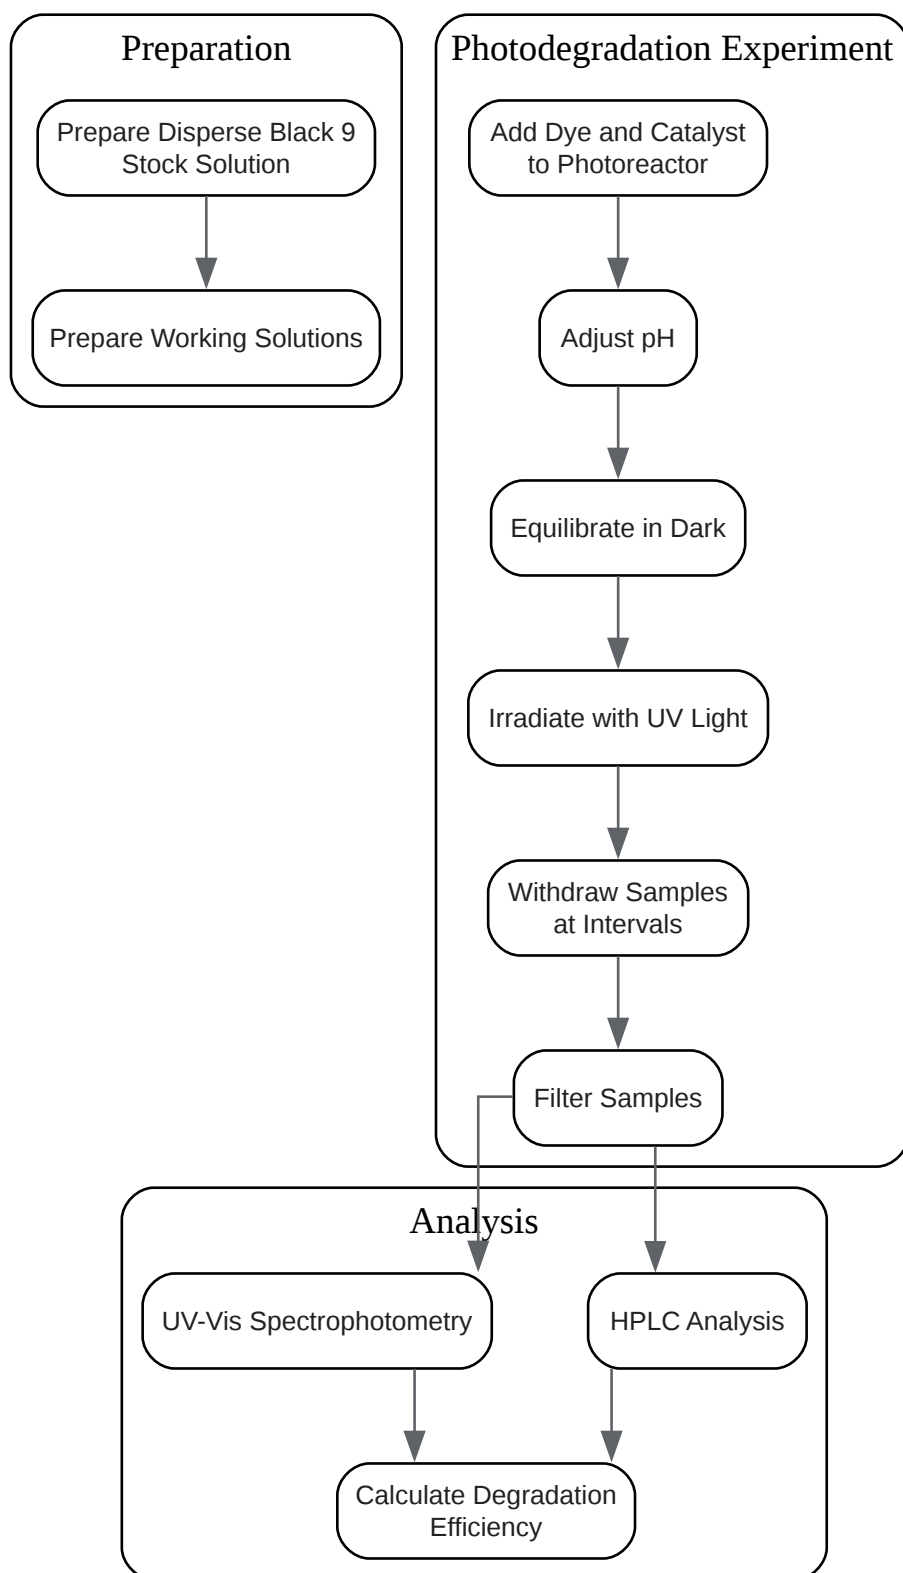 Preparation
Prepare Disperse Black 9
Stock Solution
Prepare Working Solutions
Photodegradation Experiment
Add Dye and Catalyst
to Photoreactor
Adjust pH
Equilibrate in Dark
Irradiate with UV Light
Withdraw Samples
at Intervals
Filter Samples
Analysis
UV-Vis Spectrophotometry
HPLC Analysis
Calculate Degradation
Efficiency